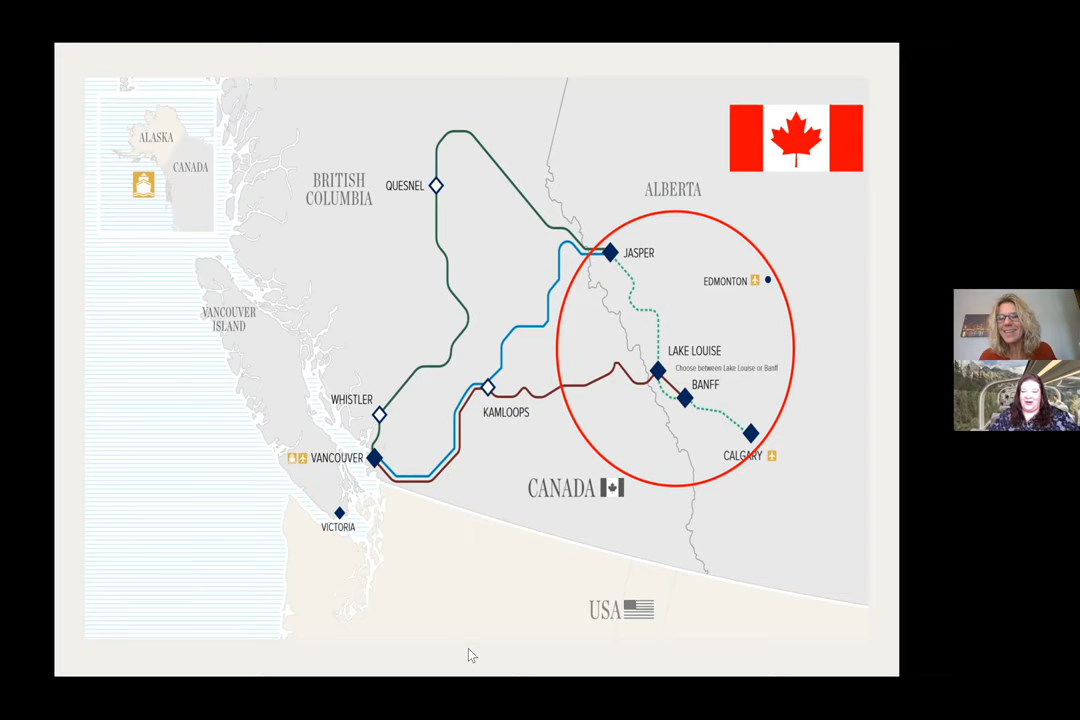 ALASKA
CANADA
BRITISH
COLUMBIA
QUESNEL
ALBERTA
JASPER
EDMONTON
VANCOUVER
ISLAND
LAKE LOUISE
Choose between Lake Louise or Banff
BANFF
WHISTLER
KAMLOOPS
VANCOUVER
CALGARY
CANADA
VICTORIA
USA